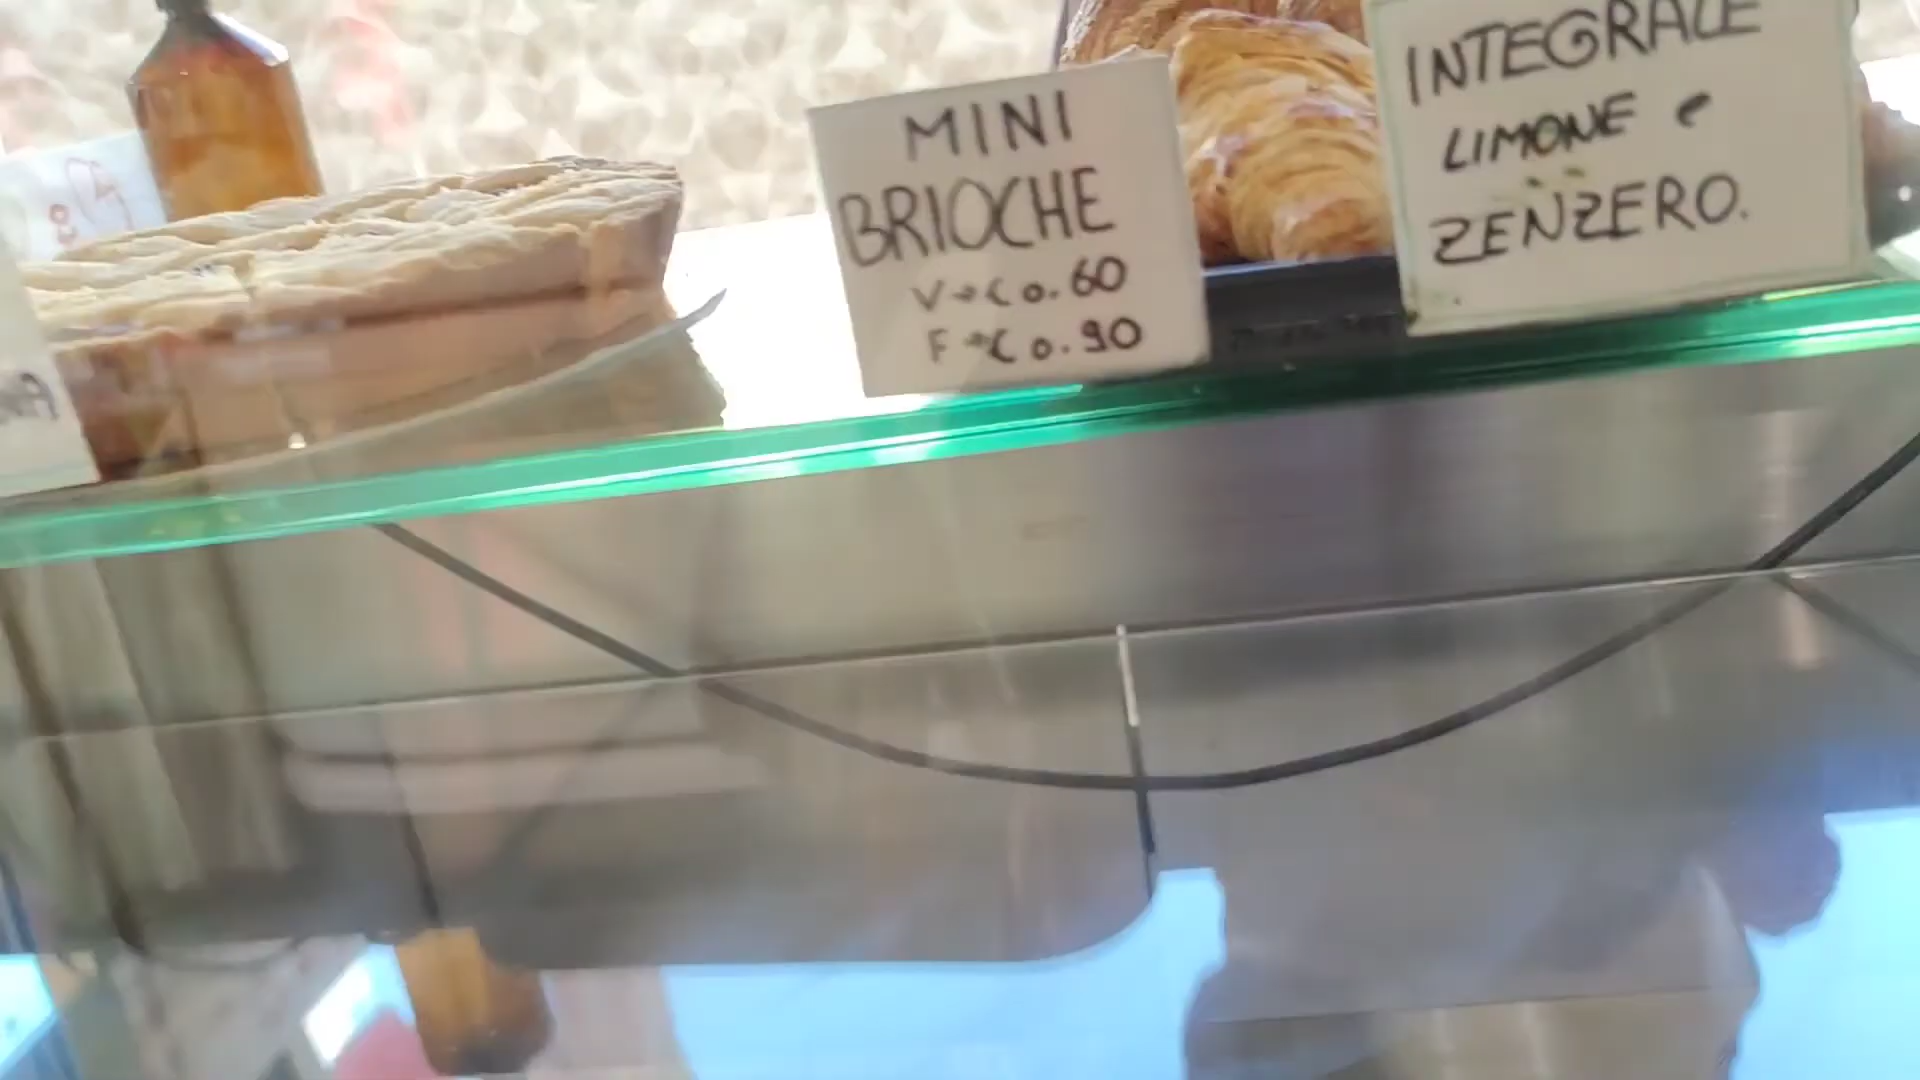 MINI
BRIOCHE
V → € 0.60
F → € 0.90
INTEGRALE
LIMONE e
ZENZERO.